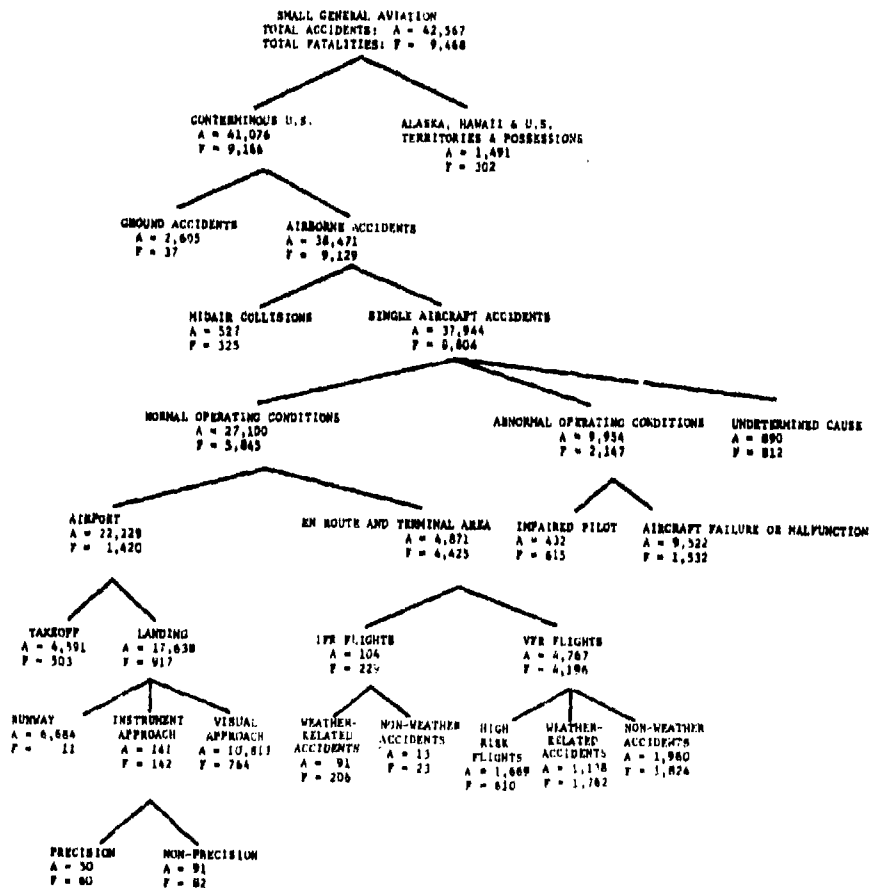 SMALL GENERAL AVIATION
TOTAL ACCIDENTS: A = 42,567
TOTAL FATALITIES: F = 9,468
CONTERMINOUS U.S.
A = 41,076
F = 9,166
ALASKA, HAWAII & U.S.
TERRITORIES & POSSESSIONS
A = 1,491
F = 302
GROUND ACCIDENTS
A = 2,605
F = 37
AIRBORNE ACCIDENTS
A = 38,471
F = 9,129
MIDAIR COLLISIONS
A = 527
F = 325
SINGLE AIRCRAFT ACCIDENTS
A = 37,944
F = 8,804
NORMAL OPERATING CONDITIONS
A = 27,100
F = 5,845
ABNORMAL OPERATING CONDITIONS
A = 9,954
F = 2,147
UNDETERMINED CAUSE
A = 890
F = 812
AIRPORT
A = 22,229
F = 1,420
EN ROUTE AND TERMINAL AREA
A = 4,871
F = 4,425
IMPAIRED PILOT
A = 432
F = 615
AIRCRAFT FAILURE OR MALFUNCTION
A = 9,522
F = 1,532
TAKEOFF
A = 4,591
F = 503
LANDING
A = 17,638
F = 917
IFR FLIGHTS
A = 104
F = 229
VFR FLIGHTS
A = 4,767
F = 4,196
RUNWAY
A = 6,684
F = 11
INSTRUMENT
APPROACH
A = 141
F = 142
VISUAL
APPROACH
A = 10,813
F = 764
WEATHER-
RELATED
ACCIDENTS
A = 91
F = 206
NON-WEATHER
ACCIDENTS
A = 13
F = 23
HIGH
RISK
FLIGHTS
A = 1,669
F = 610
WEATHER-
RELATED
ACCIDENTS
A = 1,138
F = 1,762
NON-WEATHER
ACCIDENTS
A = 1,960
F = 1,824
PRECISION
A = 50
F = 60
NON-PRECISION
A = 91
F = 82